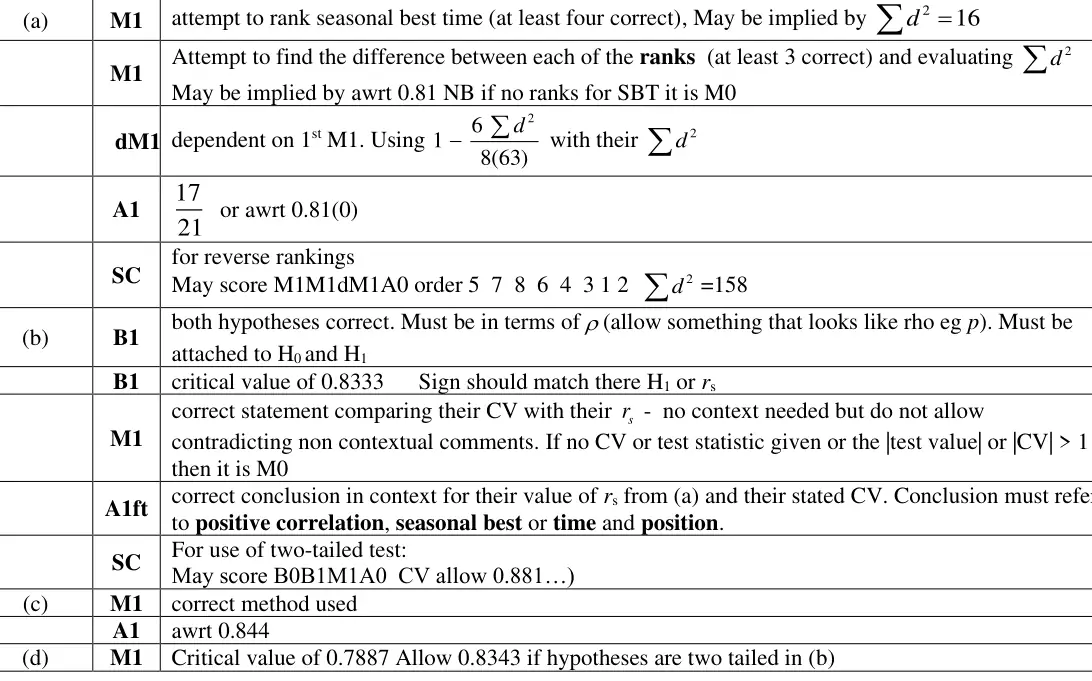 (a) M1 attempt to rank seasonal best time (at least four correct), May be implied by ∑d² = 16
M1 Attempt to find the difference between each of the ranks (at least 3 correct) and evaluating ∑d²
May be implied by awrt 0.81 NB if no ranks for SBT it is M0
dM1 dependent on 1st M1. Using 1 – 6∑d² / 8(63) with their ∑d²
A1 17/21 or awrt 0.81(0)
SC for reverse rankings
May score M1M1dM1A0 order 5 7 8 6 4 3 1 2 ∑d² =158
(b) B1 both hypotheses correct. Must be in terms of ρ (allow something that looks like rho eg p). Must be
attached to H0 and H1
B1 critical value of 0.8333 Sign should match there H1 or rs
M1 correct statement comparing their CV with their rs - no context needed but do not allow
contradicting non contextual comments. If no CV or test statistic given or the |test value| or |CV| > 1
then it is M0
A1ft correct conclusion in context for their value of rs from (a) and their stated CV. Conclusion must refe
to positive correlation, seasonal best or time and position.
SC For use of two-tailed test:
May score B0B1M1A0 CV allow 0.881…)
(c) M1 correct method used
A1 awrt 0.844
(d) M1 Critical value of 0.7887 Allow 0.8343 if hypotheses are two tailed in (b)